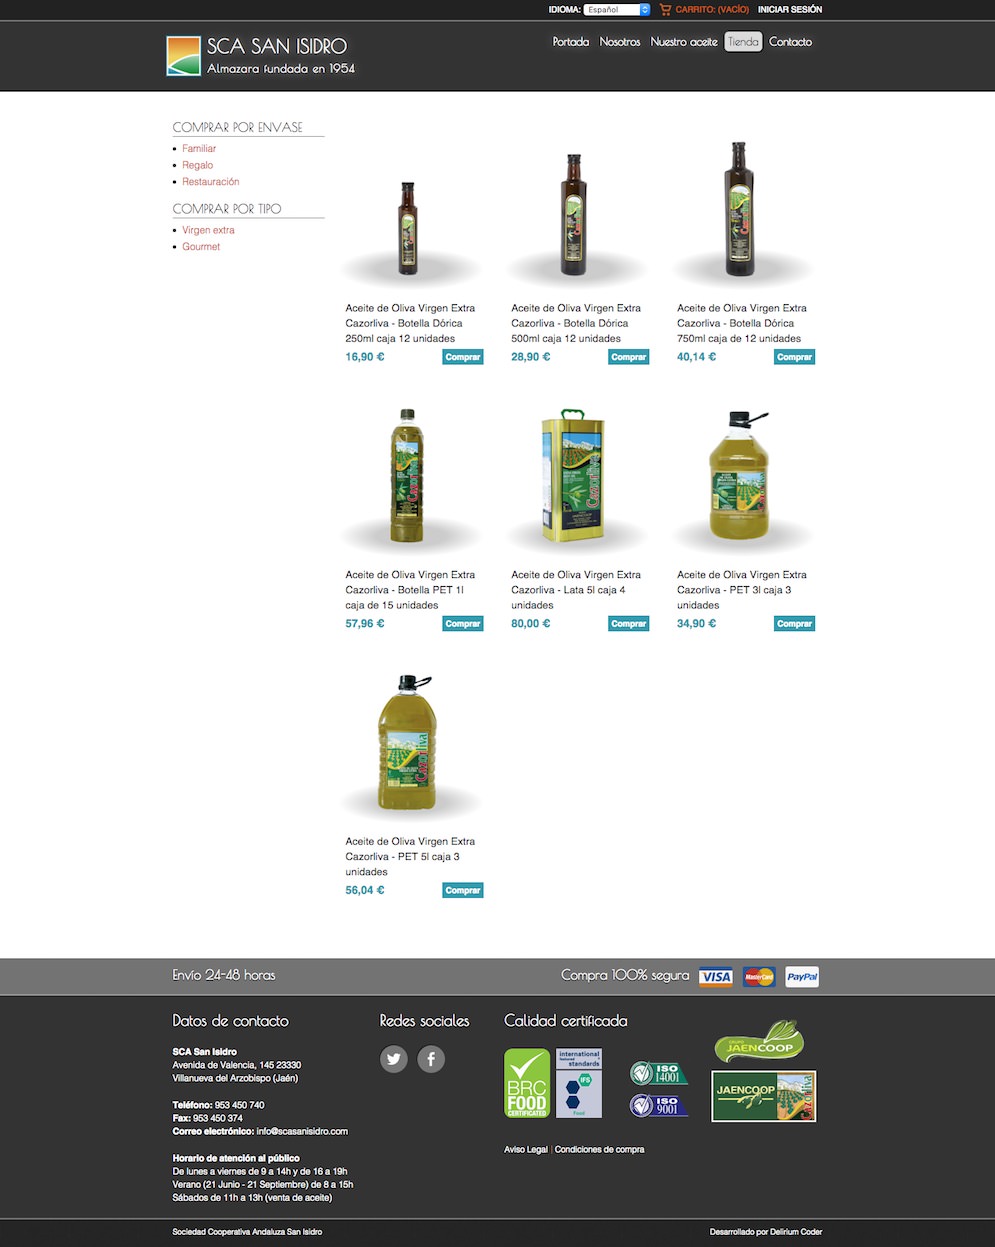 IDIOMA: Español CARRITO: (VACÍO) INICIAR SESIÓN
SCA SAN ISIDRO
Almazara fundada en 1954
Portada Nosotros Nuestro aceite Tienda Contacto
COMPRAR POR ENVASE
Familiar
Regalo
Restauración
COMPRAR POR TIPO
Virgen extra
Gourmet
Aceite de Oliva Virgen Extra
Cazorliva - Botella Dórica
250ml caja 12 unidades
16,90 € Comprar
Aceite de Oliva Virgen Extra
Cazorliva - Botella Dórica
500ml caja 12 unidades
28,90 € Comprar
Aceite de Oliva Virgen Extra
Cazorliva - Botella Dórica
750ml caja de 12 unidades
40,14 € Comprar
Cazorliva
Cazorliva
Aceite de Oliva Virgen Extra
Cazorliva - Botella PET 1l
caja de 15 unidades
57,96 € Comprar
Aceite de Oliva Virgen Extra
Cazorliva - Lata 5l caja 4
unidades
80,00 € Comprar
Aceite de Oliva Virgen Extra
Cazorliva - PET 3l caja 3
unidades
34,90 € Comprar
Cazorliva
Aceite de Oliva Virgen Extra
Cazorliva - PET 5l caja 3
unidades
56,04 € Comprar
Envío 24-48 horas
Compra 100% segura VISA MasterCard PayPal
Datos de contacto
SCA San Isidro
Avenida de Valencia, 145 23330
Villanueva del Arzobispo (Jaén)
Teléfono: 953 450 740
Fax: 953 450 374
Correo electrónico: info@scasanisidro.com
Horario de atención al público
De lunes a viernes de 9 a 14h y de 16 a 19h
Verano (21 Junio - 21 Septiembre) de 8 a 15h
Sábados de 11h a 13h (venta de aceite)
Redes sociales
Calidad certificada
BRC
FOOD
CERTIFICATED
international
featured
standards
IFS
Food
ISO
14001
ISO
9001
GRUPO
JAENCOOP
JAENCOOP
Cazorliva
Aviso Legal | Condiciones de compra
Sociedad Cooperativa Andaluza San Isidro
Desarrollado por Delirium Coder